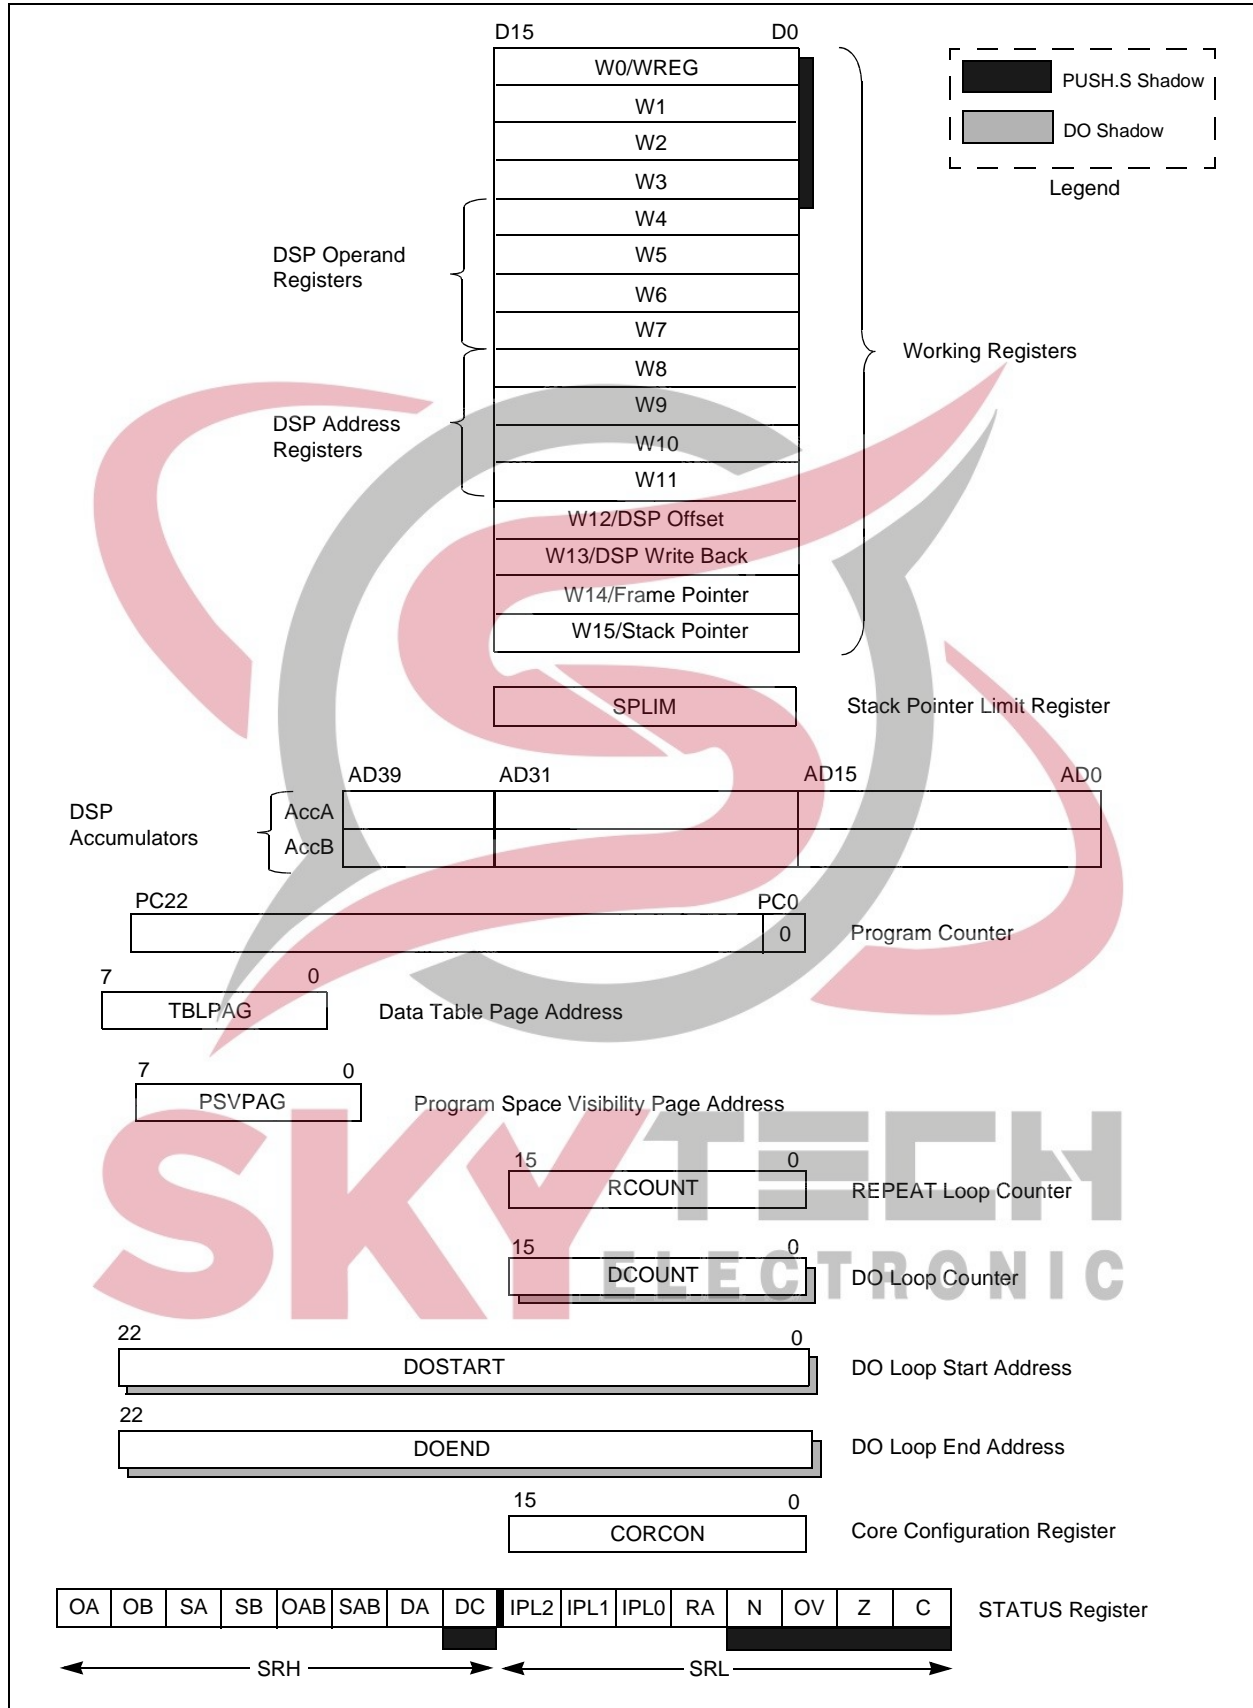 D15 D0
W0/WREG
W1
W2
W3
W4
W5
W6
W7
W8
W9
W10
W11
W12/DSP Offset
W13/DSP Write Back
W14/Frame Pointer
W15/Stack Pointer
PUSH.S Shadow
DO Shadow
Legend
DSP Operand
Registers
DSP Address
Registers
Working Registers
SPLIM
Stack Pointer Limit Register
AD39 AD31 AD15 AD0
DSP
Accumulators
AccA
AccB
PC22 PC0
0
Program Counter
7 0
TBLPAG
Data Table Page Address
7 0
PSVPAG
Program Space Visibility Page Address
15 0
RCOUNT
REPEAT Loop Counter
15 0
DCOUNT
DO Loop Counter
SKYTECH
ELECTRONIC
22 0
DOSTART
DO Loop Start Address
22
DOEND
DO Loop End Address
15 0
CORCON
Core Configuration Register
OA OB SA SB OAB SAB DA DC IPL2 IPL1 IPL0 RA N OV Z C
STATUS Register
SRH SRL